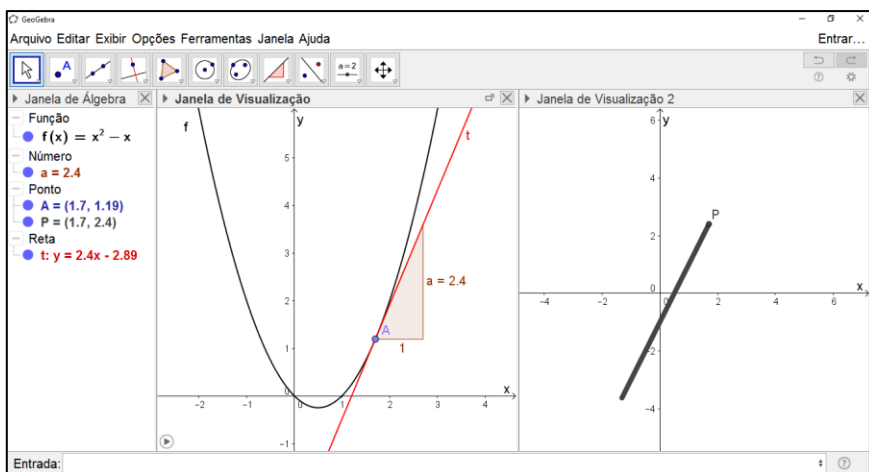 GeoGebra
Arquivo Editar Exibir Opções Ferramentas Janela Ajuda
Entrar...
A
a=2
Janela de Álgebra
Função
f(x) = x² − x
Número
a = 2.4
Ponto
A = (1.7, 1.19)
P = (1.7, 2.4)
Reta
t: y = 2.4x - 2.89
Janela de Visualização
f
y
t
5
4
3
2
1
a = 2.4
A
1
x
-2
-1
0
1
2
3
4
-1
Janela de Visualização 2
y
6
4
P
2
0
x
-4
-2
0
2
4
6
-2
-4
Entrada: